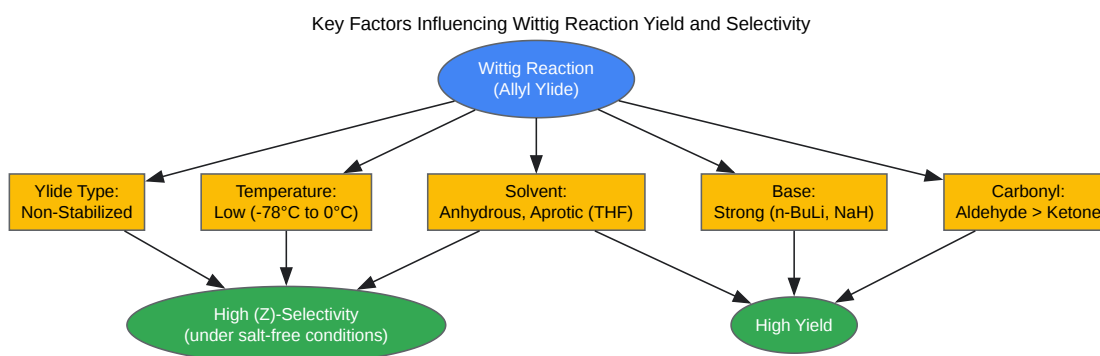 Key Factors Influencing Wittig Reaction Yield and Selectivity
Wittig Reaction
(Allyl Ylide)
Ylide Type:
Non-Stabilized
Temperature:
Low (-78°C to 0°C)
Solvent:
Anhydrous, Aprotic (THF)
Base:
Strong (n-BuLi, NaH)
Carbonyl:
Aldehyde > Ketone
High (Z)-Selectivity
(under salt-free conditions)
High Yield